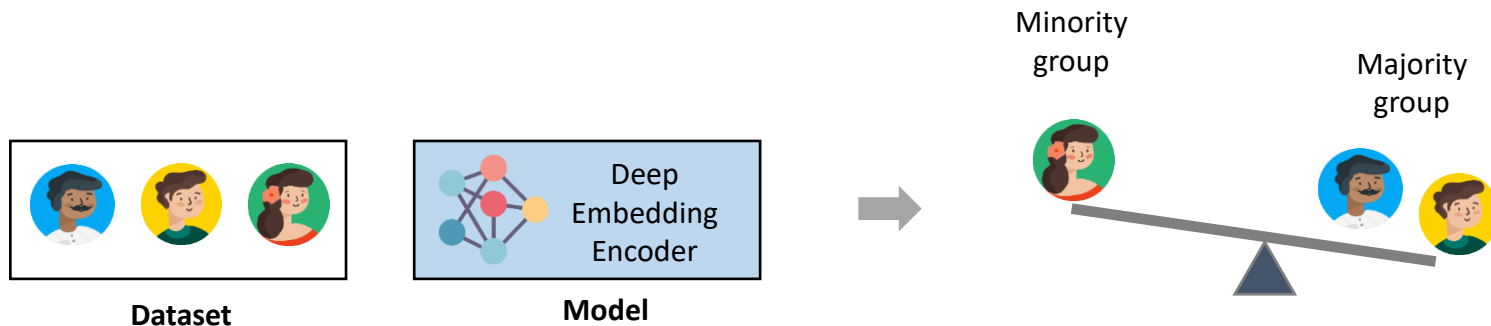 Minority
group
Majority
group
Deep
Embedding
Encoder
Dataset
Model